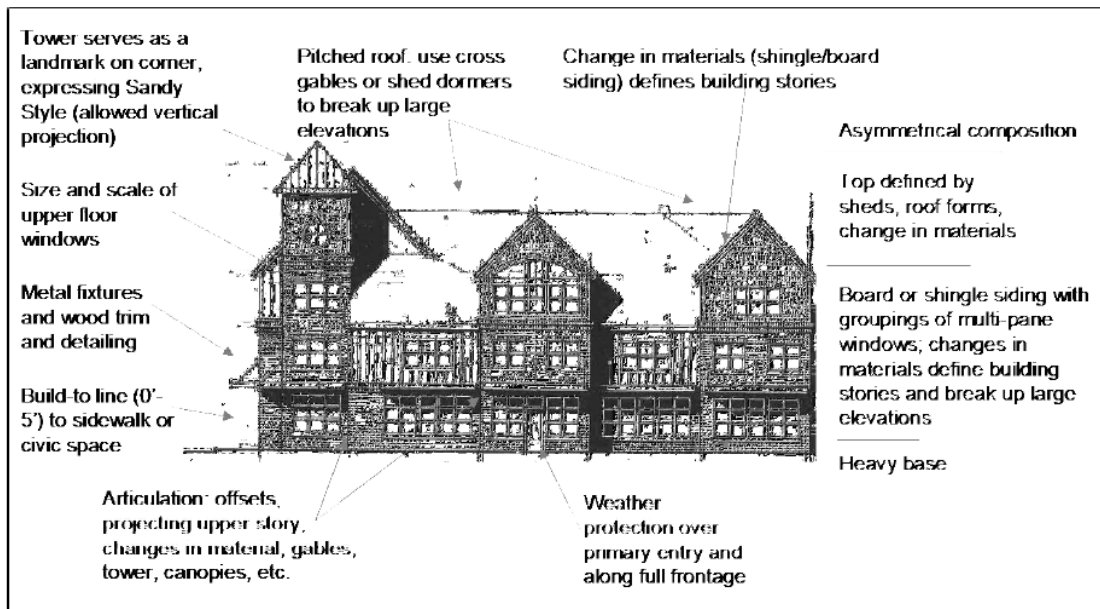 Tower serves as a
landmark on corner,
expressing Sandy
Style (allowed vertical
projection)
Size and scale of
upper floor
windows
Metal fixtures
and wood trim
and detailing
Build-to line (0'-
5') to sidewalk or
civic space
Pitched roof: use cross
gables or shed dormers
to break up large
elevations
Change in materials (shingle/board
siding) defines building stories
Asymmetrical composition
Top defined by
sheds, roof forms,
change in materials
Board or shingle siding with
groupings of multi-pane
windows; changes in
materials define building
stories and break up large
elevations
Heavy base
Articulation: offsets,
projecting upper story,
changes in material, gables,
tower, canopies, etc.
Weather
protection over
primary entry and
along full frontage